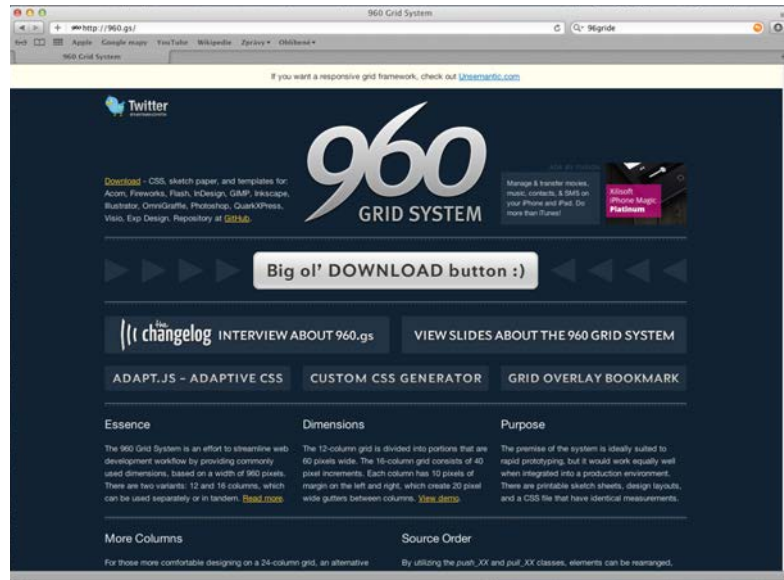 960 Grid System
http://960.gs/
96gride
Apple Google mapy YouTube Wikipedie Zprávy Oblíbené
960 Grid System
If you want a responsive grid framework, check out Unsemantic.com
Twitter
960
GRID SYSTEM
Download - CSS, sketch paper, and templates for:
Acorn, Fireworks, Flash, InDesign, GIMP, Inkscape,
Illustrator, OmniGraffle, Photoshop, QuarkXPress,
Visio, Exp Design. Repository at GitHub.
Manage & transfer movies,
music, contacts, & SMS on
your iPhone and iPad. Do
more than iTunes!
Xilisoft
iPhone Magic
Platinum
Big ol' DOWNLOAD button :)
the changelog INTERVIEW ABOUT 960.gs
VIEW SLIDES ABOUT THE 960 GRID SYSTEM
ADAPT.JS – ADAPTIVE CSS
CUSTOM CSS GENERATOR
GRID OVERLAY BOOKMARK
Essence
The 960 Grid System is an effort to streamline web
development workflow by providing commonly
used dimensions, based on a width of 960 pixels.
There are two variants: 12 and 16 columns, which
can be used separately or in tandem. Read more.
Dimensions
The 12-column grid is divided into portions that are
60 pixels wide. The 16-column grid consists of 40
pixel increments. Each column has 10 pixels of
margin on the left and right, which create 20 pixel
wide gutters between columns. View demo.
Purpose
The premise of the system is ideally suited to
rapid prototyping, but it would work equally well
when integrated into a production environment.
There are printable sketch sheets, design layouts,
and a CSS file that have identical measurements.
More Columns
For those more comfortable designing on a 24-column grid, an alternative
Source Order
By utilizing the push_XX and pull_XX classes, elements can be rearranged,